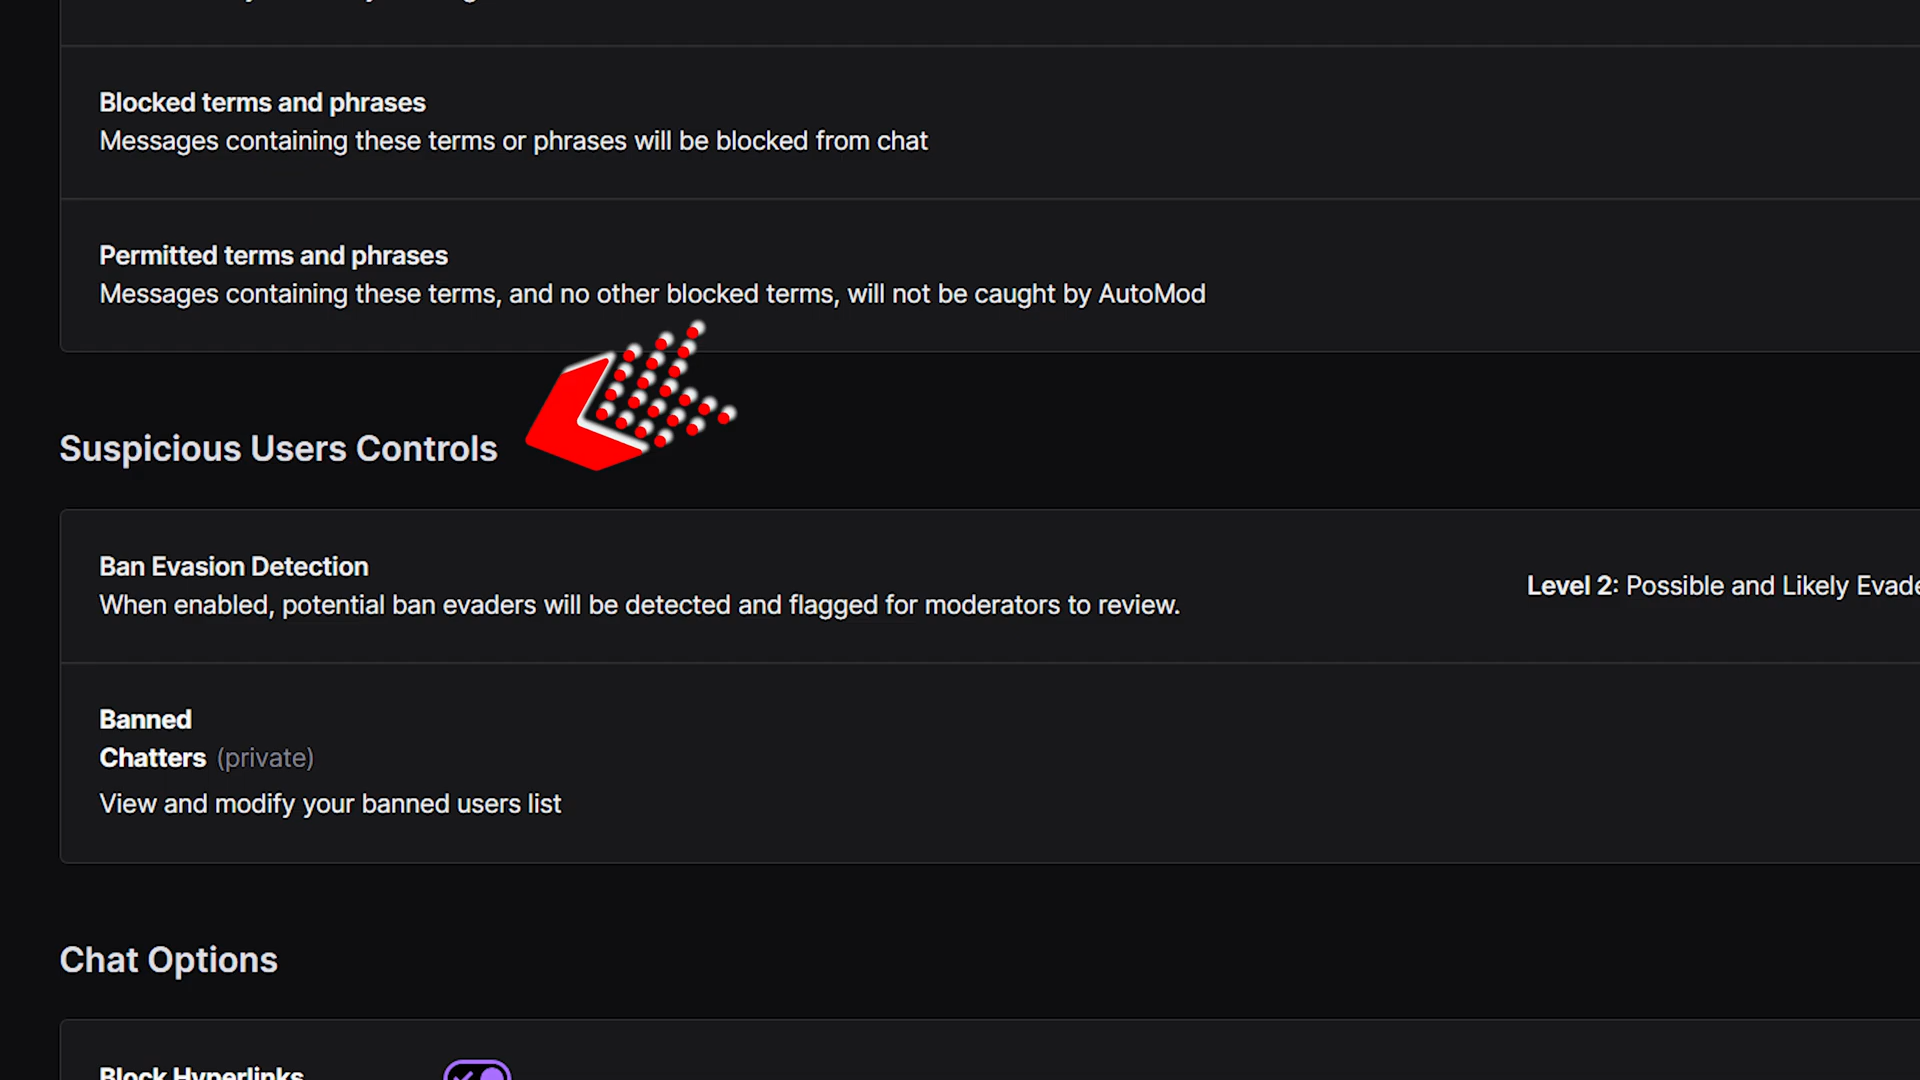 Blocked terms and phrases
Messages containing these terms or phrases will be blocked from chat
Permitted terms and phrases
Messages containing these terms, and no other blocked terms, will not be caught by AutoMod
Suspicious Users Controls
Ban Evasion Detection
When enabled, potential ban evaders will be detected and flagged for moderators to review.
Level 2: Possible and Likely Evade
Banned
Chatters (private)
View and modify your banned users list
Chat Options
Block Hyperlinks